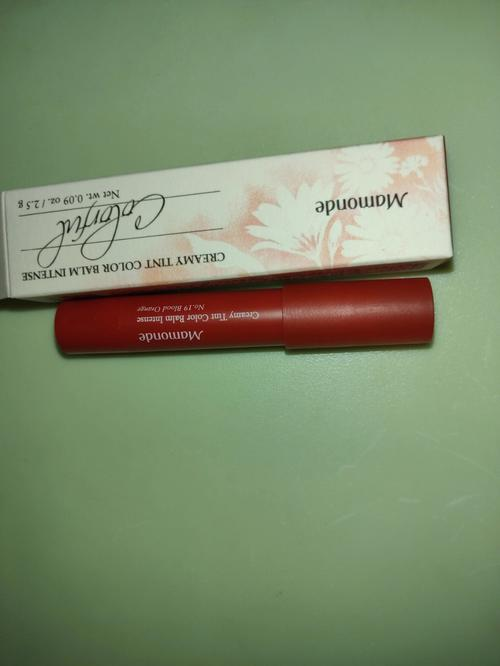 Mamonde
CREAMY TINT COLOR BALM INTENSE
Colorful
Net wt. 0.09 oz. / 2.5 g
Mamonde
Creamy Tint Color Balm Intense
No.19 Blood Orange